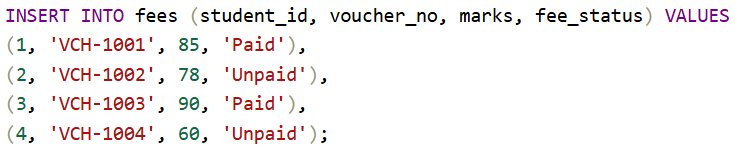 INSERT INTO fees (student_id, voucher_no, marks, fee_status) VALUES
(1, 'VCH-1001', 85, 'Paid'),
(2, 'VCH-1002', 78, 'Unpaid'),
(3, 'VCH-1003', 90, 'Paid'),
(4, 'VCH-1004', 60, 'Unpaid');